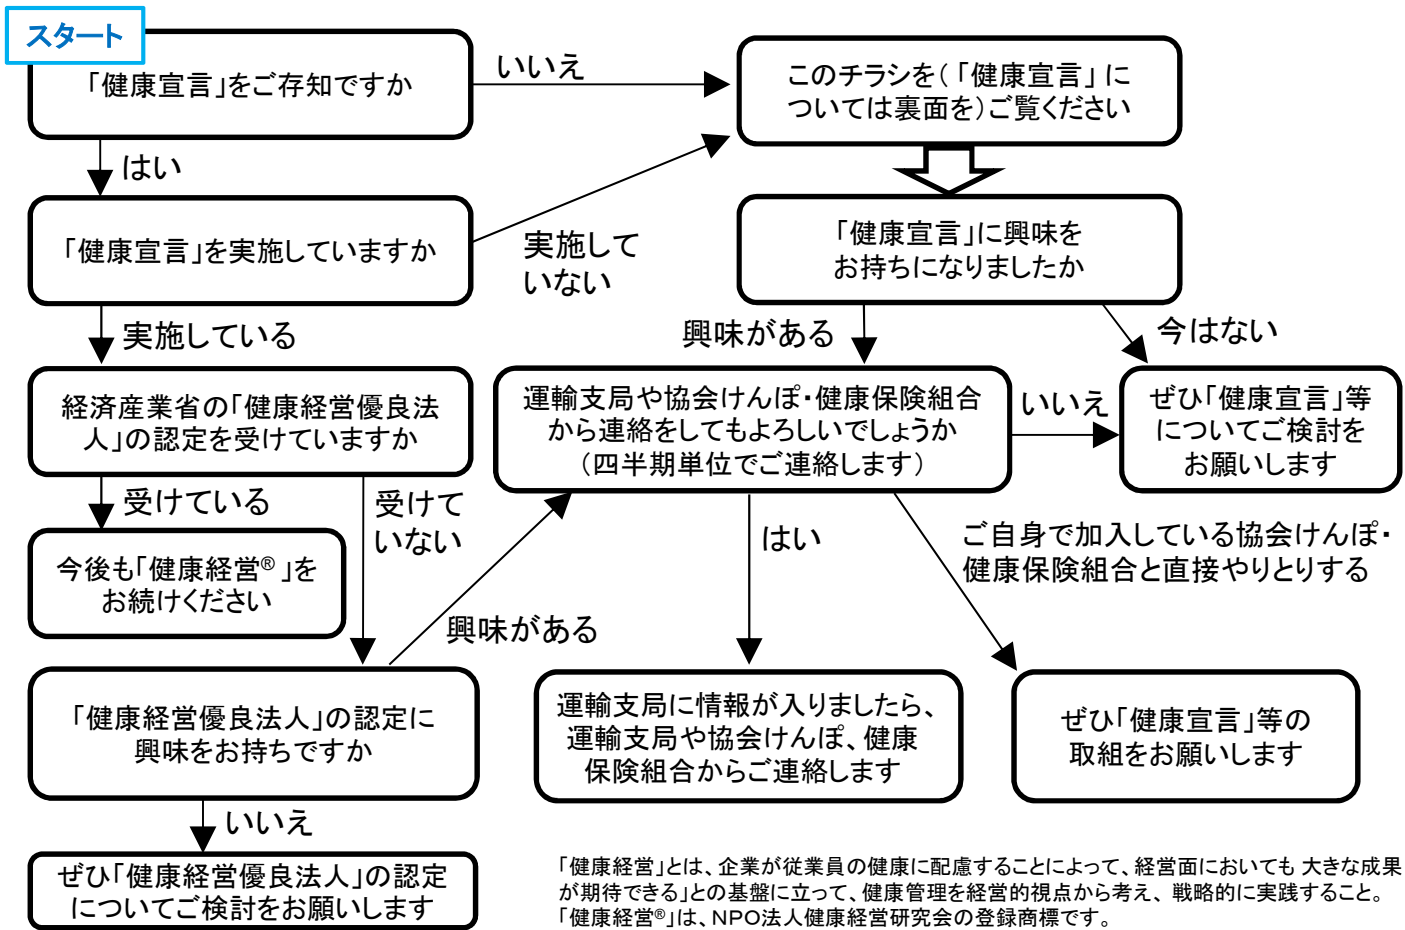 スタート
「健康宣言」をご存知ですか
いいえ
このチラシを(「健康宣言」に
ついては裏面を)ご覧ください
はい
「健康宣言」を実施していますか
実施して
いない
「健康宣言」に興味を
お持ちになりましたか
実施している
興味がある
今はない
経済産業省の「健康経営優良法
人」の認定を受けていますか
運輸支局や協会けんぽ・健康保険組合
から連絡をしてもよろしいでしょうか
(四半期単位でご連絡します)
いいえ
ぜひ「健康宣言」等
についてご検討を
お願いします
受けている
受けて
いない
はい
ご自身で加入している協会けんぽ・
健康保険組合と直接やりとりする
今後も「健康経営®」を
お続けください
興味がある
「健康経営優良法人」の認定に
興味をお持ちですか
運輸支局に情報が入りましたら、
運輸支局や協会けんぽ、健康
保険組合からご連絡します
ぜひ「健康宣言」等の
取組をお願いします
いいえ
ぜひ「健康経営優良法人」の認定
についてご検討をお願いします
「健康経営」とは、企業が従業員の健康に配慮することによって、経営面においても 大きな成果
が期待できる」との基盤に立って、健康管理を経営的視点から考え、戦略的に実践すること。
「健康経営®」は、NPO法人健康経営研究会の登録商標です。